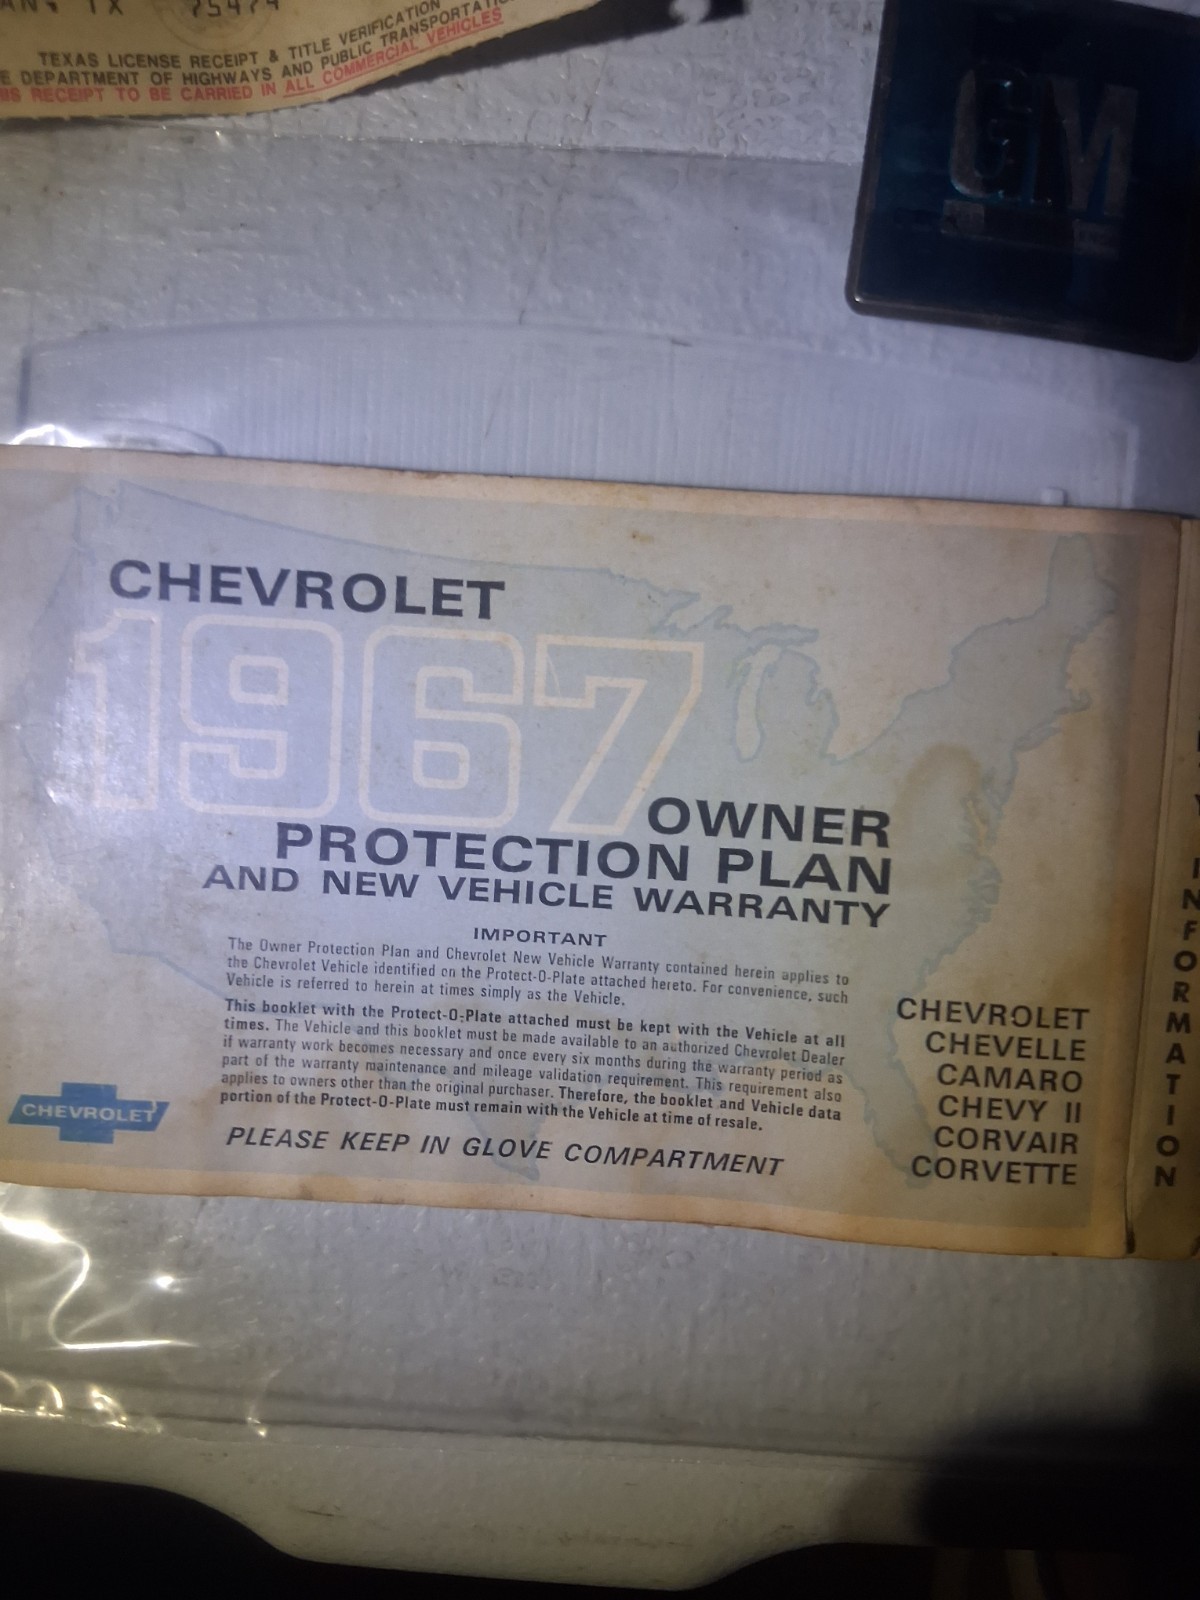 TX 75474
TEXAS LICENSE RECEIPT & TITLE VERIFICATION
DEPARTMENT OF HIGHWAYS AND PUBLIC TRANSPORTATIO
RECEIPT TO BE CARRIED IN ALL COMMERCIAL VEHICLES
GM
CHEVROLET
1967
OWNER
PROTECTION PLAN
AND NEW VEHICLE WARRANTY
IMPORTANT
The Owner Protection Plan and Chevrolet New Vehicle Warranty contained herein applies to
the Chevrolet Vehicle identified on the Protect-O-Plate attached hereto. For convenience, such
Vehicle is referred to herein at times simply as the Vehicle.
This booklet with the Protect-O-Plate attached must be kept with the Vehicle at all
times. The Vehicle and this booklet must be made available to an authorized Chevrolet Dealer
if warranty work becomes necessary and once every six months during the warranty period as
part of the warranty maintenance and mileage validation requirement. This requirement also
applies to owners other than the original purchaser. Therefore, the booklet and Vehicle data
portion of the Protect-O-Plate must remain with the Vehicle at time of resale.
PLEASE KEEP IN GLOVE COMPARTMENT
CHEVROLET
CHEVROLET
CHEVELLE
CAMARO
CHEVY II
CORVAIR
CORVETTE
INFORMATION